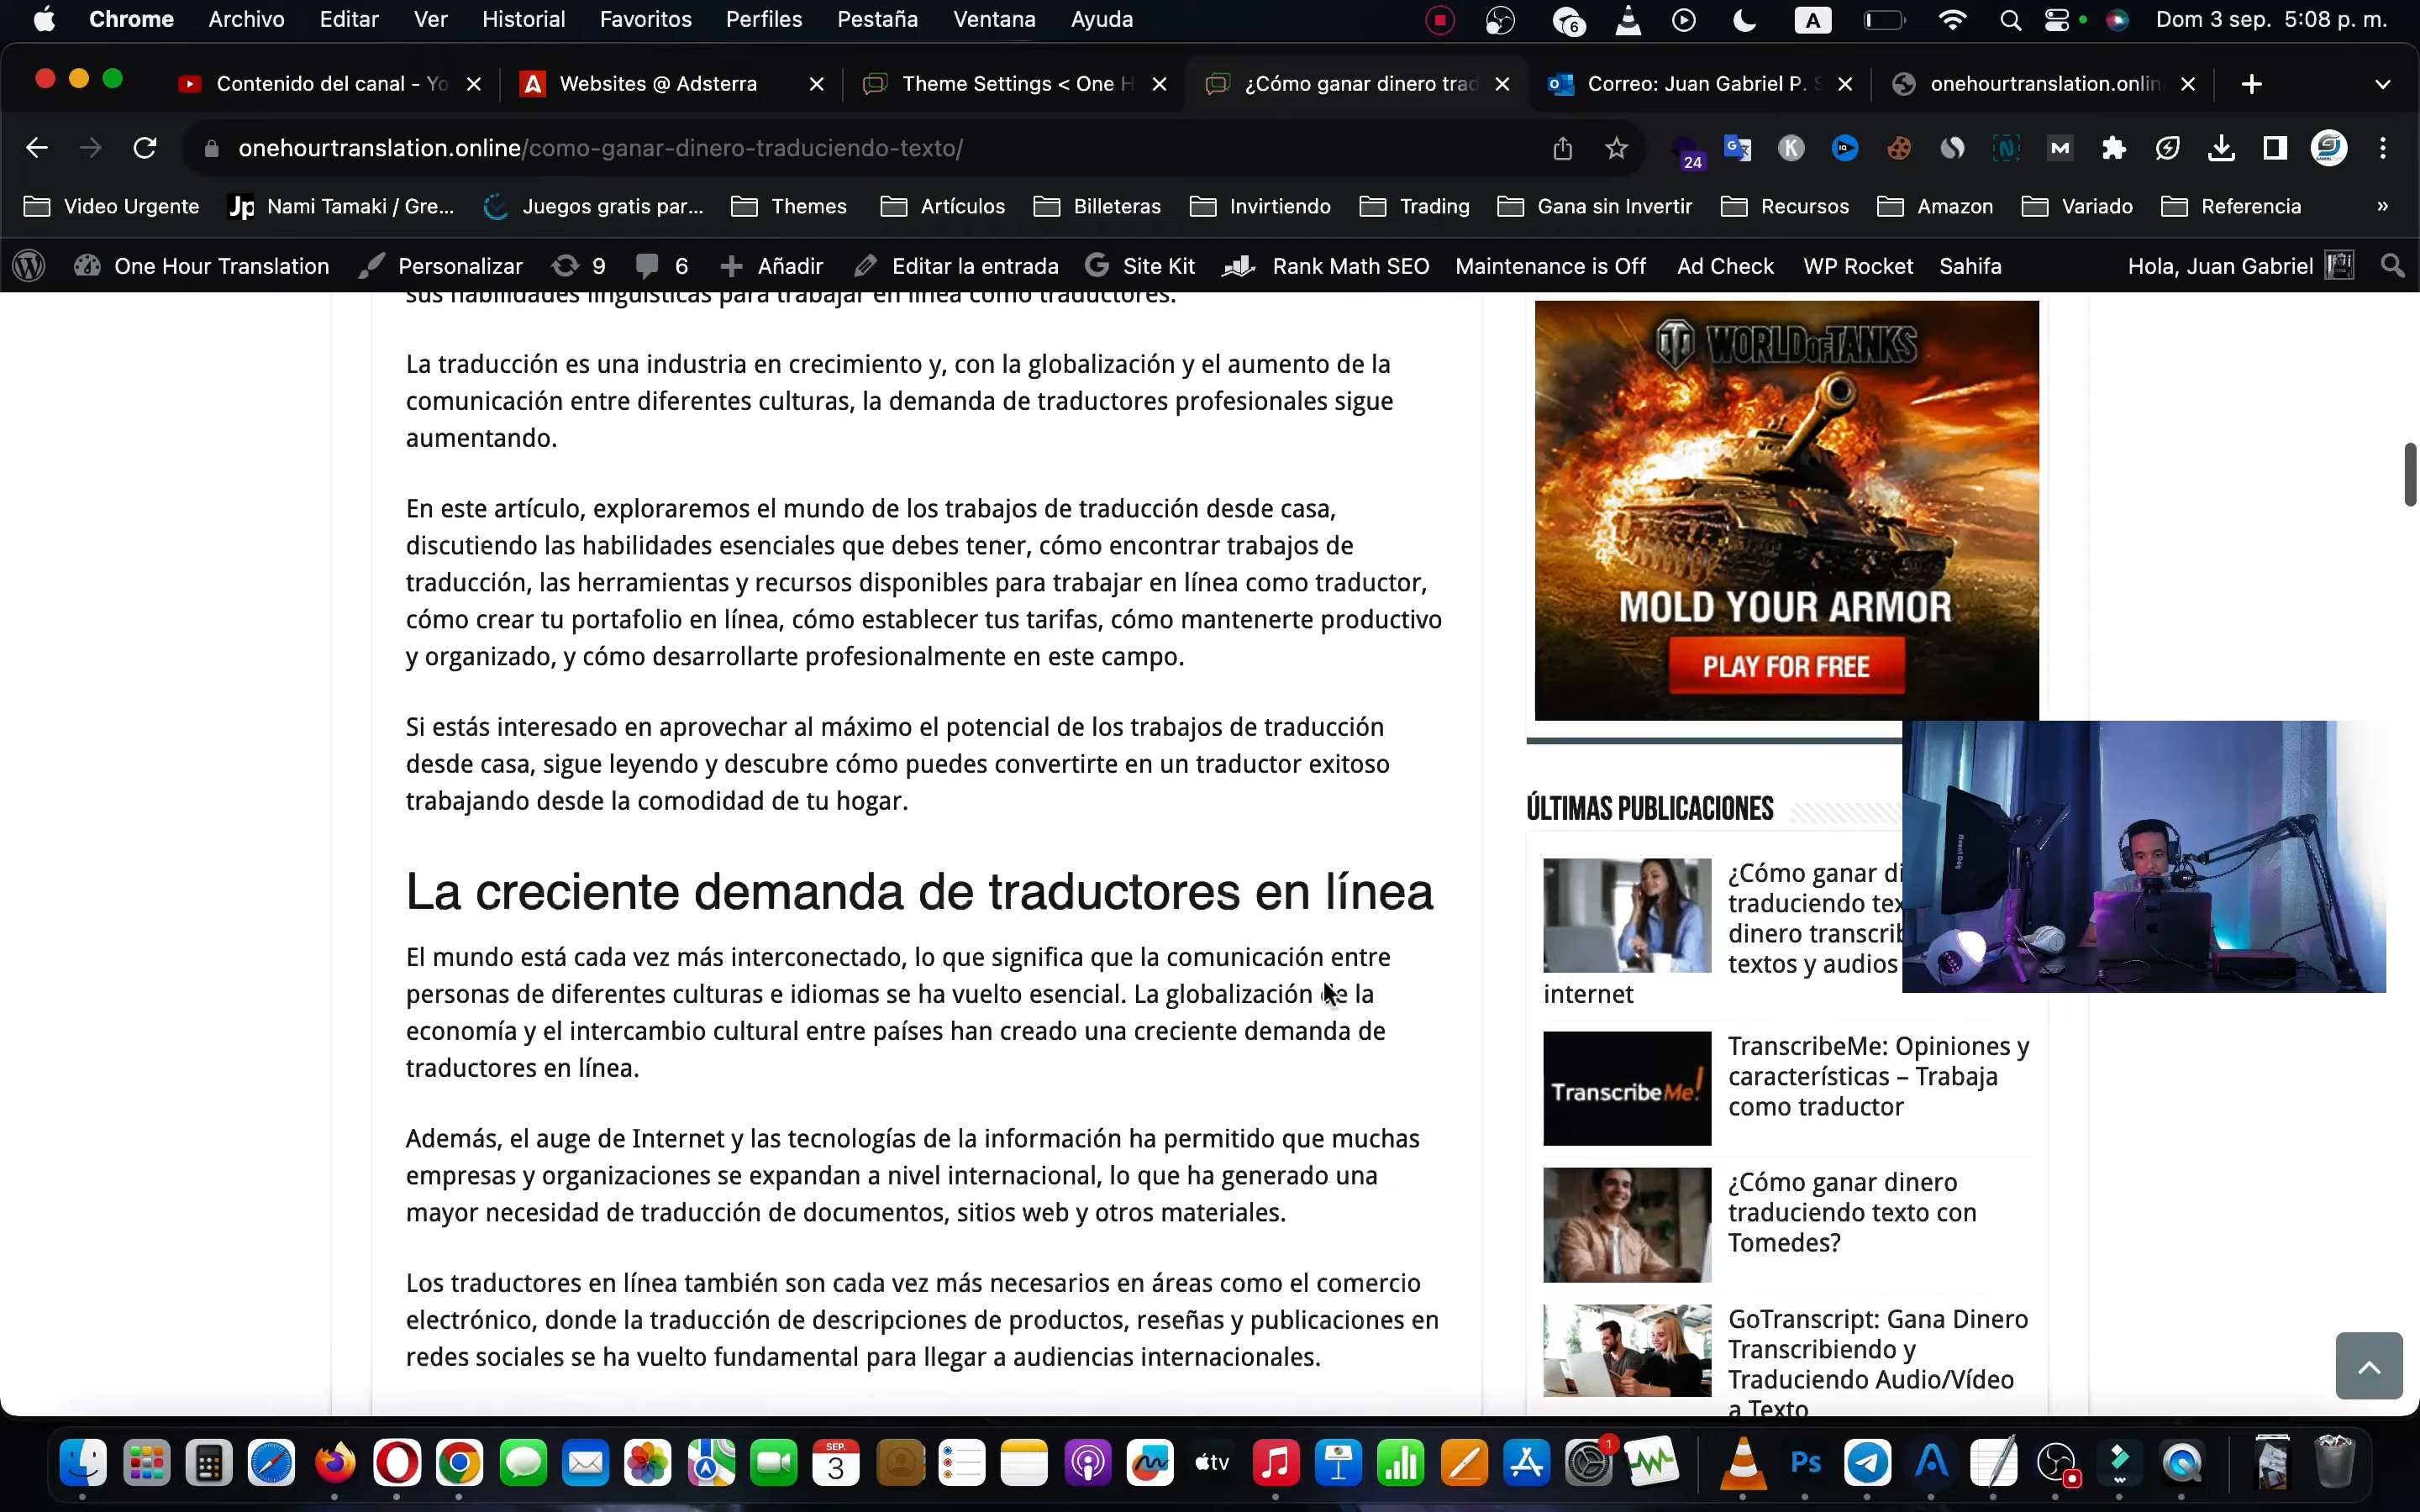 Chrome Archivo Editar Ver Historial Favoritos Perfiles Pestaña Ventana Ayuda
6 A Dom 3 sep. 5:08 p. m.
Contenido del canal - Yo
Websites @ Adsterra
Theme Settings < One H
¿Cómo ganar dinero trad
Correo: Juan Gabriel P. S
onehourtranslation.onlin
onehourtranslation.online/como-ganar-dinero-traduciendo-texto/
24
Video Urgente
Jp Nami Tamaki / Gre...
Juegos gratis par...
Themes
Artículos
Billeteras
Invirtiendo
Trading
Gana sin Invertir
Recursos
Amazon
Variado
Referencia
»
One Hour Translation
Personalizar
9
6
Añadir
Editar la entrada
Site Kit
Rank Math SEO
Maintenance is Off
Ad Check
WP Rocket
Sahifa
Hola, Juan Gabriel
sus habilidades lingüísticas para trabajar en línea como traductores.
La traducción es una industria en crecimiento y, con la globalización y el aumento de la
comunicación entre diferentes culturas, la demanda de traductores profesionales sigue
aumentando.
En este artículo, exploraremos el mundo de los trabajos de traducción desde casa,
discutiendo las habilidades esenciales que debes tener, cómo encontrar trabajos de
traducción, las herramientas y recursos disponibles para trabajar en línea como traductor,
cómo crear tu portafolio en línea, cómo establecer tus tarifas, cómo mantenerte productivo
y organizado, y cómo desarrollarte profesionalmente en este campo.
Si estás interesado en aprovechar al máximo el potencial de los trabajos de traducción
desde casa, sigue leyendo y descubre cómo puedes convertirte en un traductor exitoso
trabajando desde la comodidad de tu hogar.
La creciente demanda de traductores en línea
El mundo está cada vez más interconectado, lo que significa que la comunicación entre
personas de diferentes culturas e idiomas se ha vuelto esencial. La globalización de la
economía y el intercambio cultural entre países han creado una creciente demanda de
traductores en línea.
Además, el auge de Internet y las tecnologías de la información ha permitido que muchas
empresas y organizaciones se expandan a nivel internacional, lo que ha generado una
mayor necesidad de traducción de documentos, sitios web y otros materiales.
Los traductores en línea también son cada vez más necesarios en áreas como el comercio
electrónico, donde la traducción de descripciones de productos, reseñas y publicaciones en
redes sociales se ha vuelto fundamental para llegar a audiencias internacionales.
WORLD OF TANKS
MOLD YOUR ARMOR
PLAY FOR FREE
ÚLTIMAS PUBLICACIONES
¿Cómo ganar di
traduciendo tex
dinero transcrib
textos y audios
internet
TranscribeMe!
TranscribeMe: Opiniones y
características – Trabaja
como traductor
¿Cómo ganar dinero
traduciendo texto con
Tomedes?
GoTranscript: Gana Dinero
Transcribiendo y
Traduciendo Audio/Vídeo
a Texto
SEP.
3
tv
1
Ps